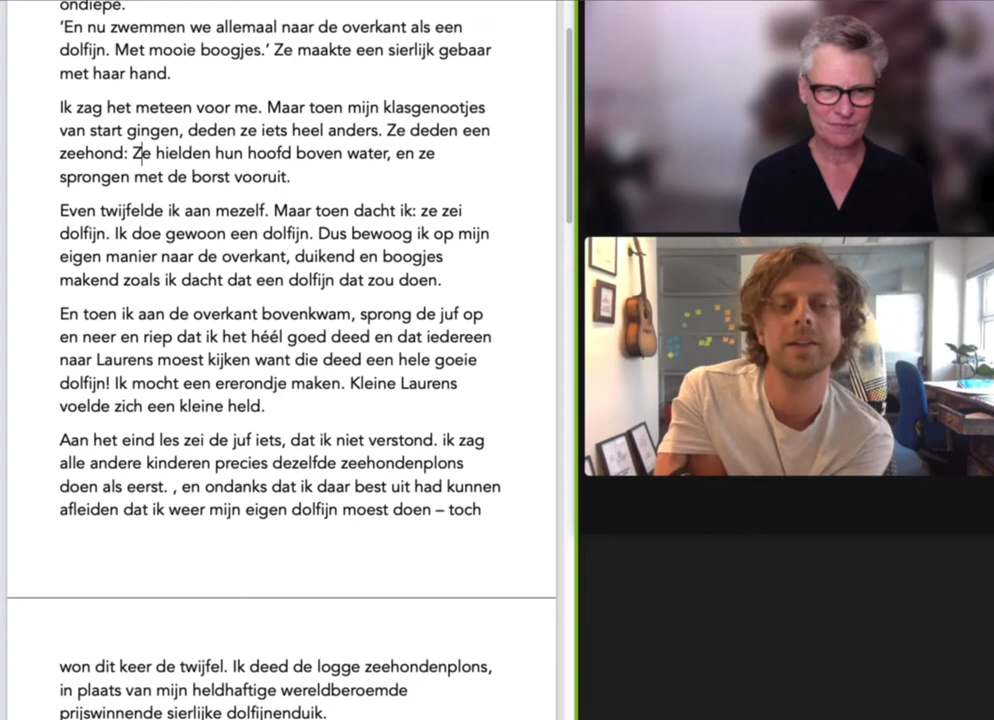 ondiepe.
‘En nu zwemmen we allemaal naar de overkant als een
dolfijn. Met mooie boogjes.’ Ze maakte een sierlijk gebaar
met haar hand.
Ik zag het meteen voor me. Maar toen mijn klasgenootjes
van start gingen, deden ze iets heel anders. Ze deden een
zeehond: Ze hielden hun hoofd boven water, en ze
sprongen met de borst vooruit.
Even twijfelde ik aan mezelf. Maar toen dacht ik: ze zei
dolfijn. Ik doe gewoon een dolfijn. Dus bewoog ik op mijn
eigen manier naar de overkant, duikend en boogjes
makend zoals ik dacht dat een dolfijn dat zou doen.
En toen ik aan de overkant bovenkwam, sprong de juf op
en neer en riep dat ik het héél goed deed en dat iedereen
naar Laurens moest kijken want die deed een hele goeie
dolfijn! Ik mocht een ererondje maken. Kleine Laurens
voelde zich een kleine held.
Aan het eind les zei de juf iets, dat ik niet verstond. ik zag
alle andere kinderen precies dezelfde zeehondenplons
doen als eerst. , en ondanks dat ik daar best uit had kunnen
afleiden dat ik weer mijn eigen dolfijn moest doen – toch
won dit keer de twijfel. Ik deed de logge zeehondenplons,
in plaats van mijn heldhaftige wereldberoemde
prijswinnende sierlijke dolfijnenduik.